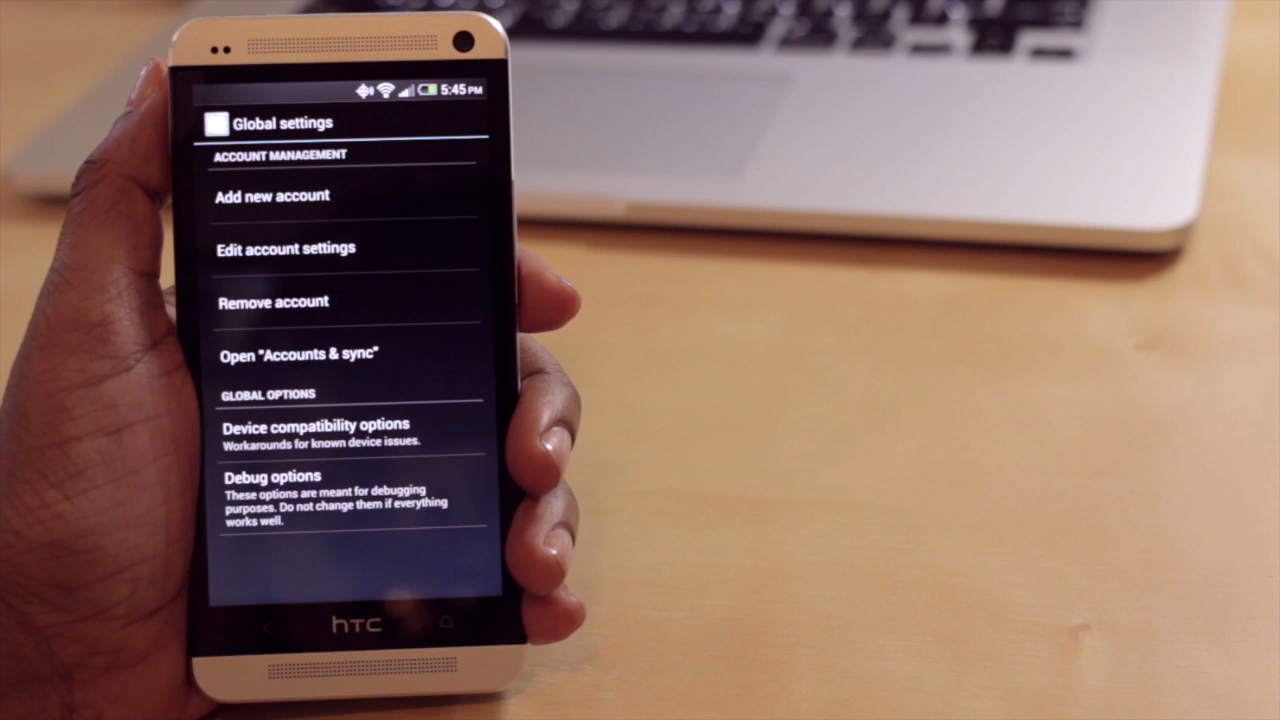 5:45 PM
Global settings
ACCOUNT MANAGEMENT
Add new account
Edit account settings
Remove account
Open "Accounts & sync"
GLOBAL OPTIONS
Device compatibility options
Workarounds for known device issues.
Debug options
These options are meant for debugging
purposes. Do not change them if everything
works well.
hTC